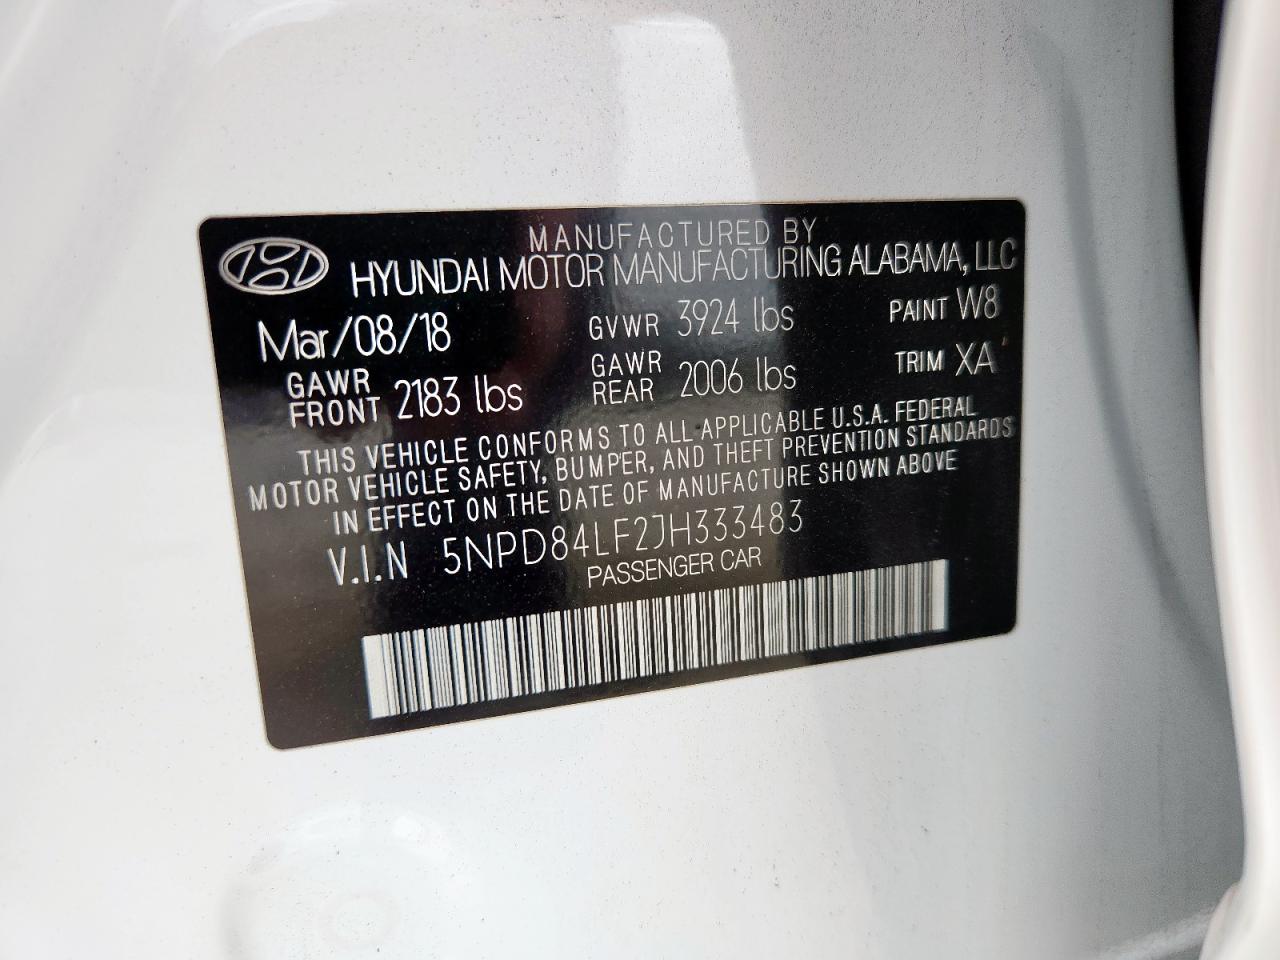 MANUFACTURED BY
HYUNDAI MOTOR MANUFACTURING ALABAMA, LLC
Mar/08/18 GVWR 3924 lbs PAINT W8
GAWR FRONT 2183 lbs GAWR REAR 2006 lbs TRIM XA
THIS VEHICLE CONFORMS TO ALL APPLICABLE U.S.A. FEDERAL
MOTOR VEHICLE SAFETY, BUMPER, AND THEFT PREVENTION STANDARDS
IN EFFECT ON THE DATE OF MANUFACTURE SHOWN ABOVE
V.I.N 5NPD84LF2JH333483
PASSENGER CAR